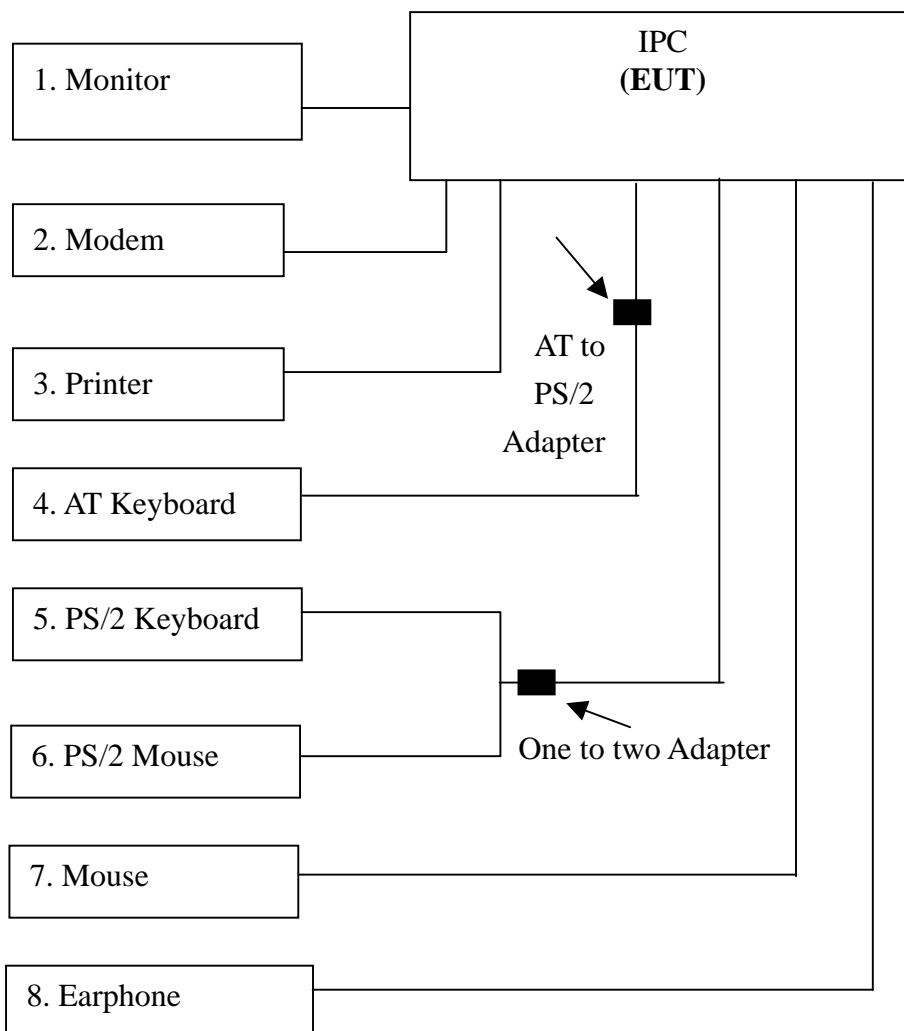 IPC
(EUT)
1. Monitor
2. Modem
3. Printer
AT to
PS/2
Adapter
4. AT Keyboard
5. PS/2 Keyboard
6. PS/2 Mouse
One to two Adapter
7. Mouse
8. Earphone